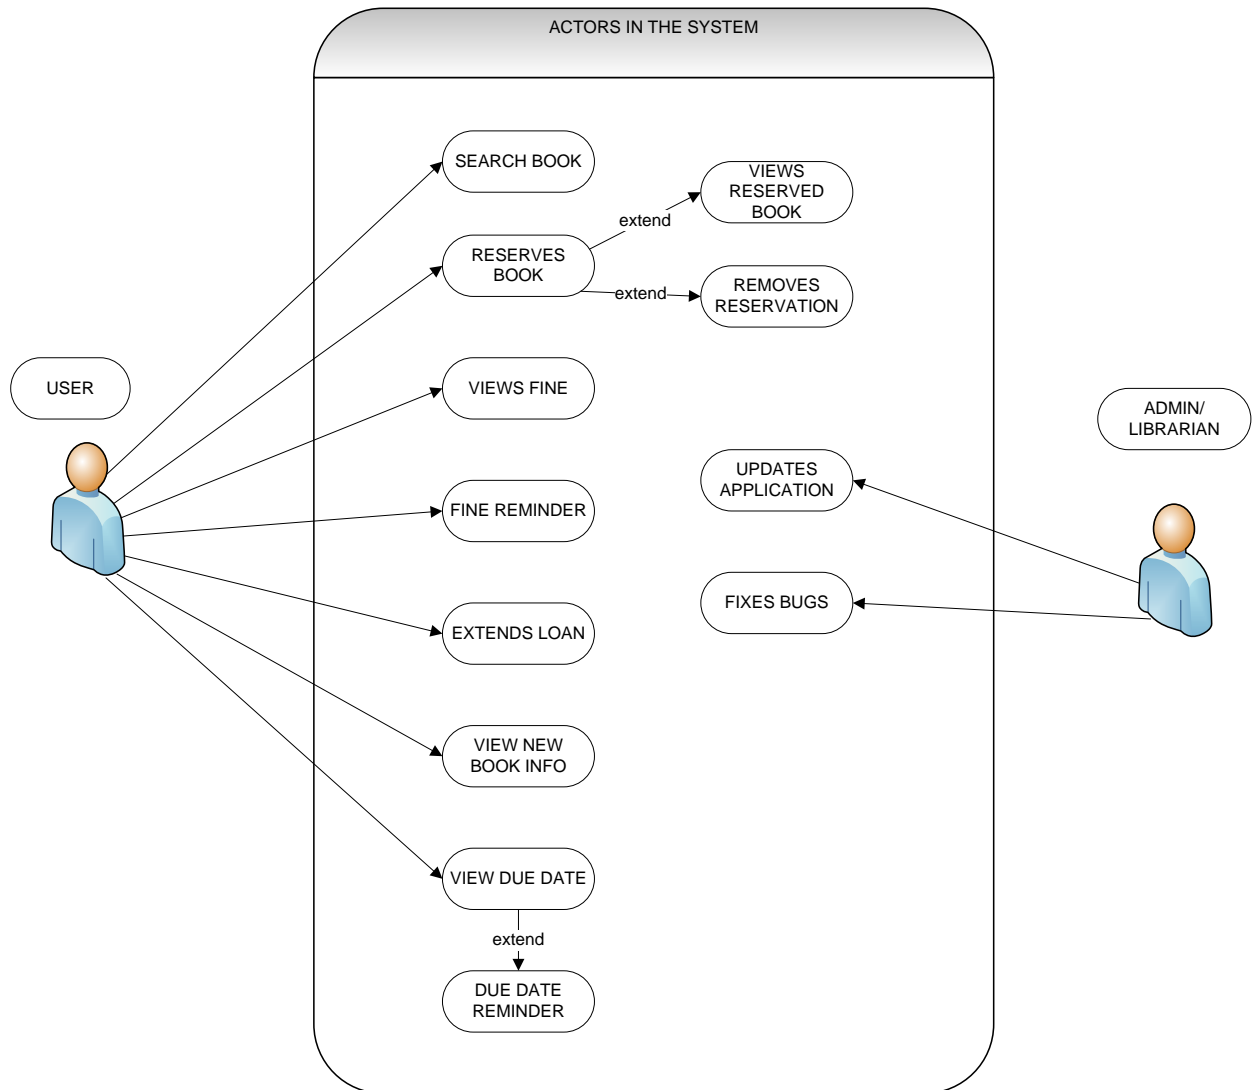 ACTORS IN THE SYSTEM
SEARCH BOOK
VIEWS
RESERVED
BOOK
extend
RESERVES
BOOK
extend
REMOVES
RESERVATION
USER
VIEWS FINE
ADMIN/
LIBRARIAN
UPDATES
APPLICATION
FINE REMINDER
FIXES BUGS
EXTENDS LOAN
VIEW NEW
BOOK INFO
VIEW DUE DATE
extend
DUE DATE
REMINDER